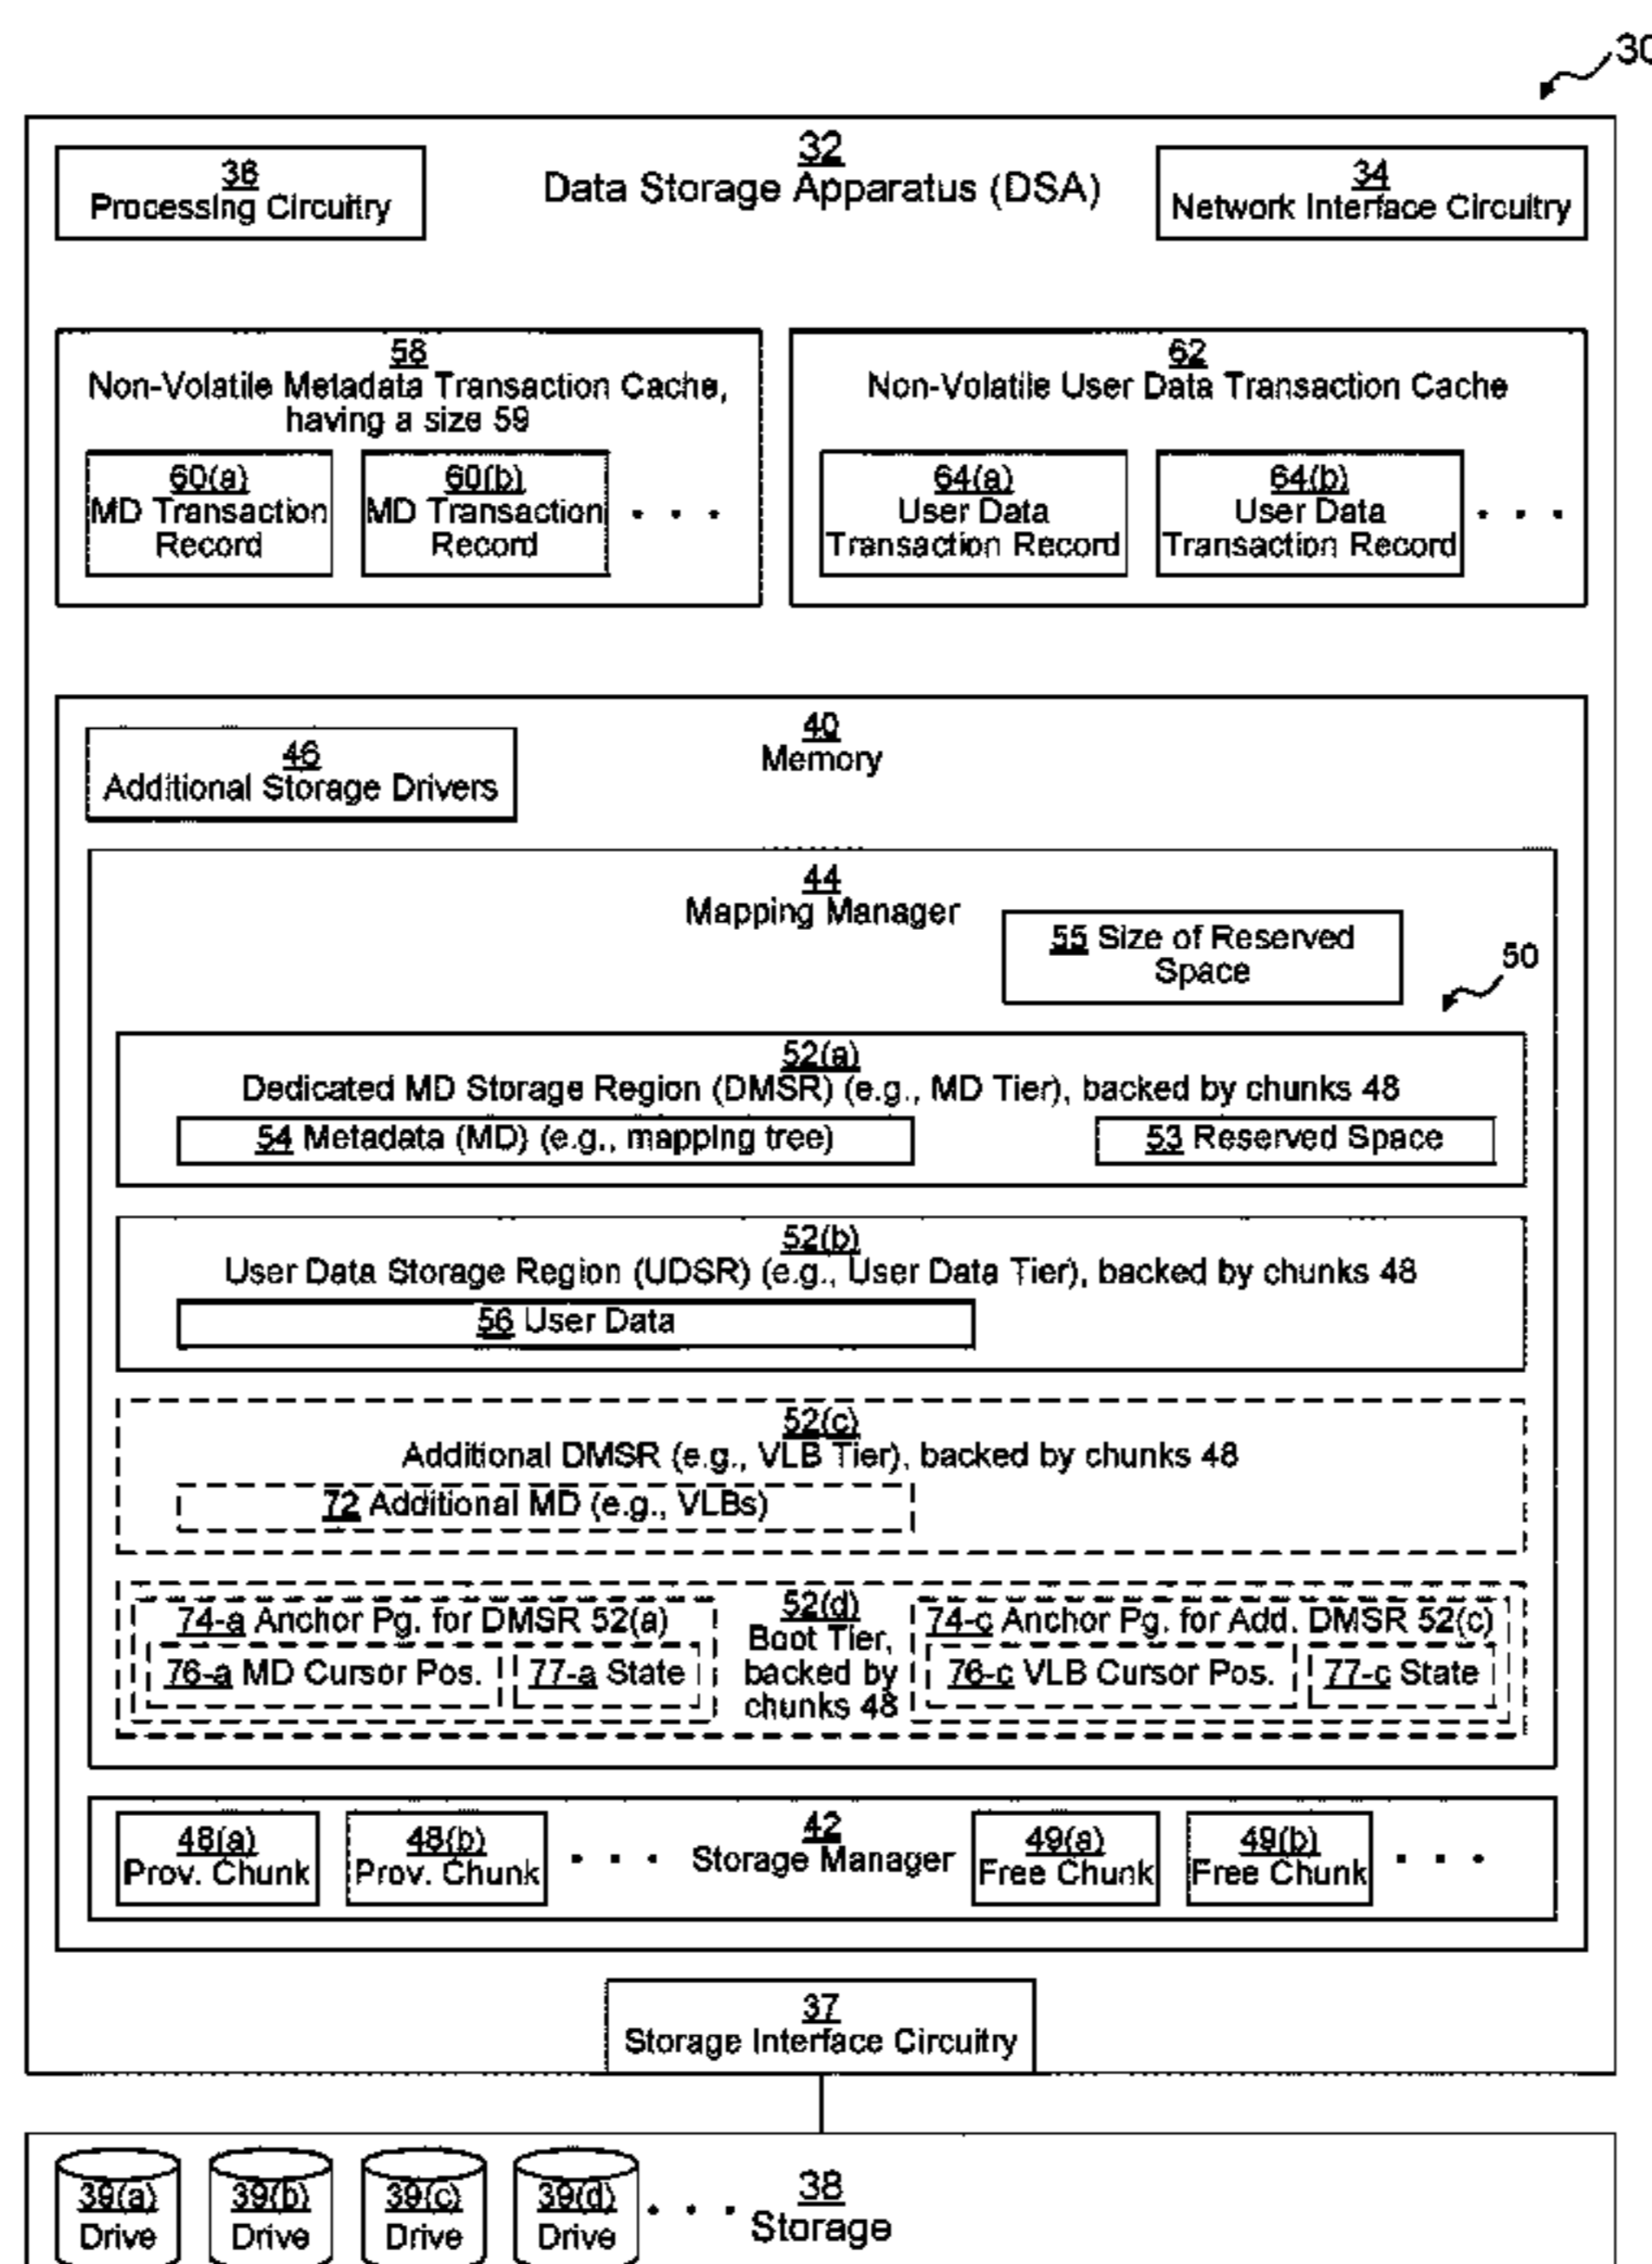 30
32
Data Storage Apparatus (DSA)
36
Processing Circuitry
34
Network Interface Circuitry
58
Non-Volatile Metadata Transaction Cache,
having a size 59
60(a)
MD Transaction
Record
60(b)
MD Transaction
Record
. . .
62
Non-Volatile User Data Transaction Cache
64(a)
User Data
Transaction Record
64(b)
User Data
Transaction Record
. . .
40
Memory
46
Additional Storage Drivers
44
Mapping Manager
55 Size of Reserved
Space
50
52(a)
Dedicated MD Storage Region (DMSR) (e.g., MD Tier), backed by chunks 48
54 Metadata (MD) (e.g., mapping tree)
53 Reserved Space
52(b)
User Data Storage Region (UDSR) (e.g., User Data Tier), backed by chunks 48
56 User Data
52(c)
Additional DMSR (e.g., VLB Tier), backed by chunks 48
72 Additional MD (e.g., VLBs)
74-a Anchor Pg. for DMSR 52(a)
76-a MD Cursor Pos.
77-a State
52(d)
Boot Tier,
backed by
chunks 48
74-c Anchor Pg. for Add. DMSR 52(c)
76-c VLB Cursor Pos.
77-c State
48(a)
Prov. Chunk
48(b)
Prov. Chunk
. . .
42
Storage Manager
49(a)
Free Chunk
49(b)
Free Chunk
. . .
37
Storage Interface Circuitry
39(a)
Drive
39(b)
Drive
39(c)
Drive
39(d)
Drive
. . .
38
Storage